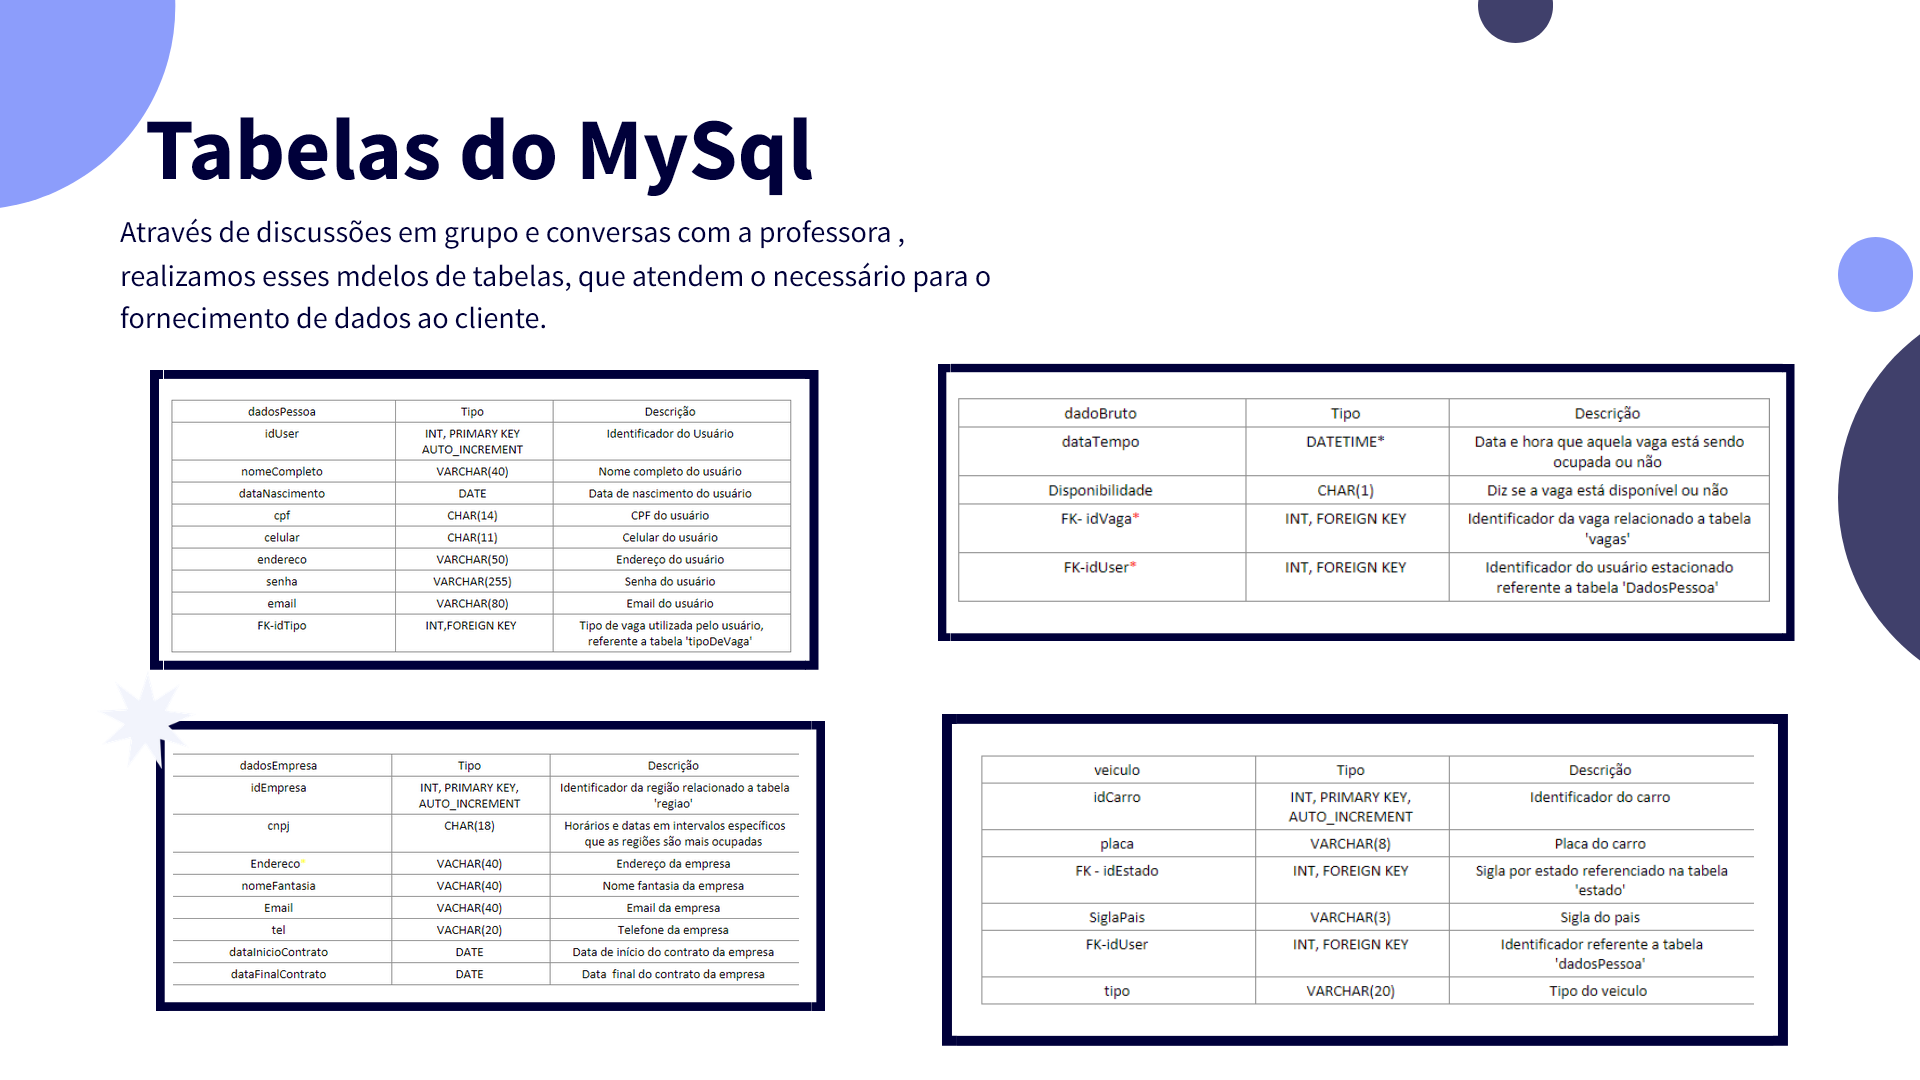 Tabelas do MySql
Através de discussões em grupo e conversas com a professora ,
realizamos esses mdelos de tabelas, que atendem o necessário para o
fornecimento de dados ao cliente.
dadosPessoa Tipo Descrição
idUser INT, PRIMARY KEY Identificador do Usuário
AUTO_INCREMENT
nomeCompleto VARCHAR(40) Nome completo do usuário
dataNascimento DATE Data de nascimento do usuário
cpf CHAR(14) CPF do usuário
celular CHAR(11) Celular do usuário
endereco VARCHAR(50) Endereço do usuário
senha VARCHAR(255) Senha do usuário
email VARCHAR(80) Email do usuário
FK-idTipo INT,FOREIGN KEY Tipo de vaga utilizada pelo usuário,
referente a tabela 'tipoDeVaga'
dadoBruto Tipo Descrição
dataTempo DATETIME* Data e hora que aquela vaga está sendo
ocupada ou não
Disponibilidade CHAR(1) Diz se a vaga está disponível ou não
FK- idVaga* INT, FOREIGN KEY Identificador da vaga relacionado a tabela
'vagas'
FK-idUser* INT, FOREIGN KEY Identificador do usuário estacionado
referente a tabela 'DadosPessoa'
dadosEmpresa Tipo Descrição
idEmpresa INT, PRIMARY KEY, Identificador da região relacionado a tabela
AUTO_INCREMENT 'regiao'
cnpj CHAR(18) Horários e datas em intervalos específicos
que as regiões são mais ocupadas
Endereco* VACHAR(40) Endereço da empresa
nomeFantasia VACHAR(40) Nome fantasia da empresa
Email VACHAR(40) Email da empresa
tel VACHAR(20) Telefone da empresa
dataInicioContrato DATE Data de início do contrato da empresa
dataFinalContrato DATE Data final do contrato da empresa
veiculo Tipo Descrição
idCarro INT, PRIMARY KEY, Identificador do carro
AUTO_INCREMENT
placa VARCHAR(8) Placa do carro
FK - idEstado INT, FOREIGN KEY Sigla por estado referenciado na tabela
'estado'
SiglaPais VARCHAR(3) Sigla do pais
FK-idUser INT, FOREIGN KEY Identificador referente a tabela
'dadosPessoa'
tipo VARCHAR(20) Tipo do veiculo